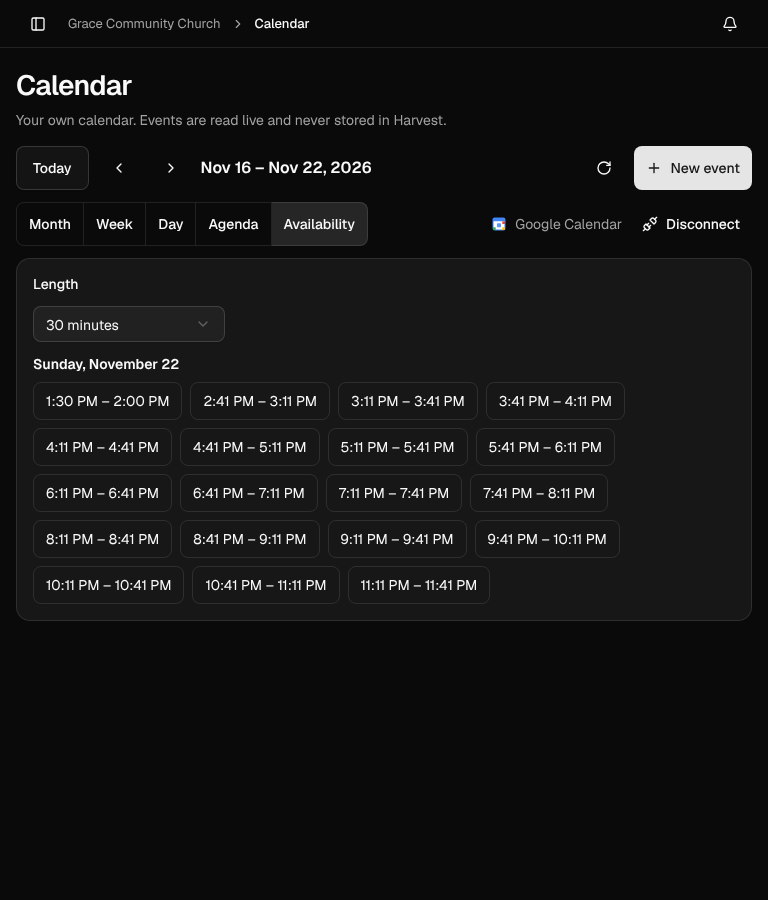 Grace Community Church > Calendar
Calendar
Your own calendar. Events are read live and never stored in Harvest.
Today < > Nov 16 – Nov 22, 2026 + New event
Month Week Day Agenda Availability Google Calendar Disconnect
Length
30 minutes
Sunday, November 22
1:30 PM – 2:00 PM 2:41 PM – 3:11 PM 3:11 PM – 3:41 PM 3:41 PM – 4:11 PM
4:11 PM – 4:41 PM 4:41 PM – 5:11 PM 5:11 PM – 5:41 PM 5:41 PM – 6:11 PM
6:11 PM – 6:41 PM 6:41 PM – 7:11 PM 7:11 PM – 7:41 PM 7:41 PM – 8:11 PM
8:11 PM – 8:41 PM 8:41 PM – 9:11 PM 9:11 PM – 9:41 PM 9:41 PM – 10:11 PM
10:11 PM – 10:41 PM 10:41 PM – 11:11 PM 11:11 PM – 11:41 PM